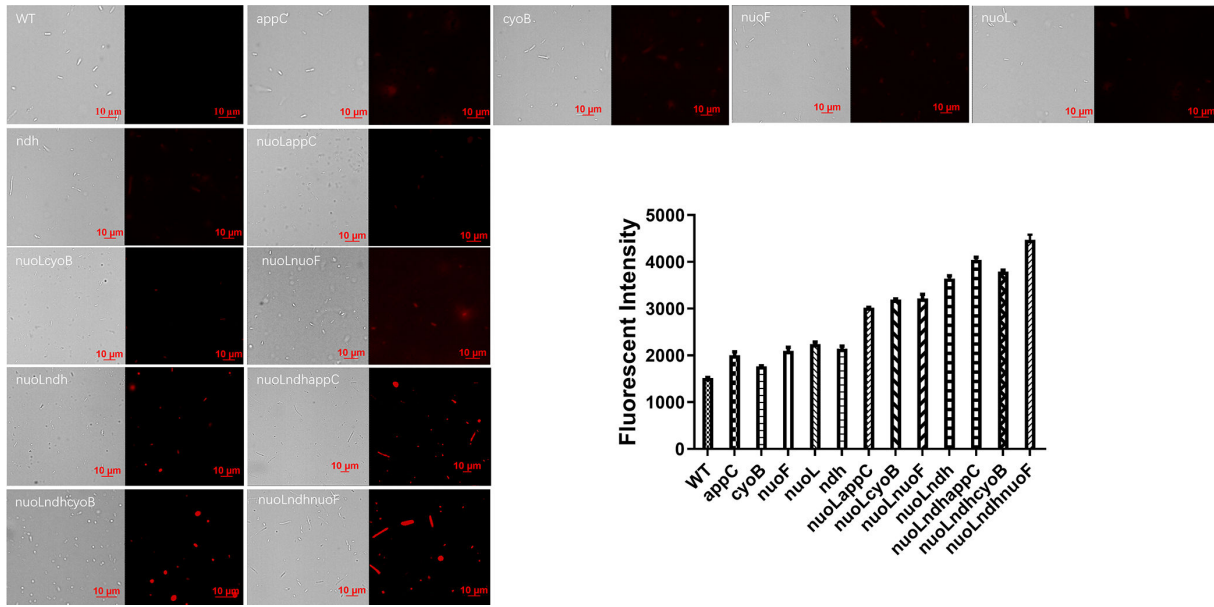 WT
10 µm
10 µm
appC
10 µm
10 µm
cyoB
10 µm
10 µm
nuoF
10 µm
10 µm
nuoL
10 µm
10 µm
ndh
10 µm
10 µm
nuoLappC
10 µm
10 µm
nuoLcyoB
10 µm
10 µm
nuoLnuoF
10 µm
10 µm
nuoLndh
10 µm
10 µm
nuoLndhappC
10 µm
10 µm
nuoLndhcyoB
10 µm
10 µm
nuoLndhnuoF
10 µm
10 µm
Fluorescent Intensity
5000
4000
3000
2000
1000
0
WT
appC
cyoB
nuoF
nuoL
ndh
nuoLappC
nuoLcyoB
nuoLnuoF
nuoLndh
nuoLndhappC
nuoLndhcyoB
nuoLndhnuoF